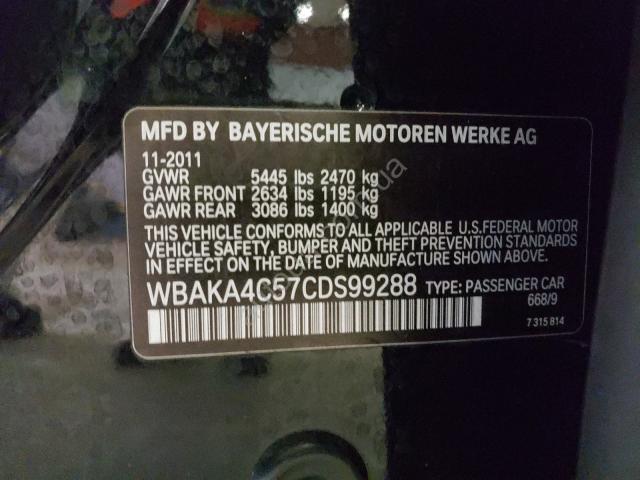 MFD BY BAYERISCHE MOTOREN WERKE AG
11-2011
GVWR 5445 lbs 2470 kg
GAWR FRONT 2634 lbs 1195 kg
GAWR REAR 3086 lbs 1400 kg
THIS VEHICLE CONFORMS TO ALL APPLICABLE U.S.FEDERAL MOTOR
VEHICLE SAFETY, BUMPER AND THEFT PREVENTION STANDARDS
IN EFFECT ON THE DATE OF MANUFACTURE SHOWN ABOVE.
WBAKA4C57CDS99288 TYPE: PASSENGER CAR
668/9
7 315 814